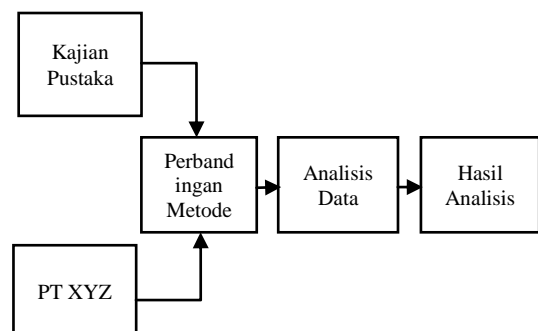 Kajian
Pustaka
Perband
ingan
Metode
Analisis
Data
Hasil
Analisis
PT XYZ